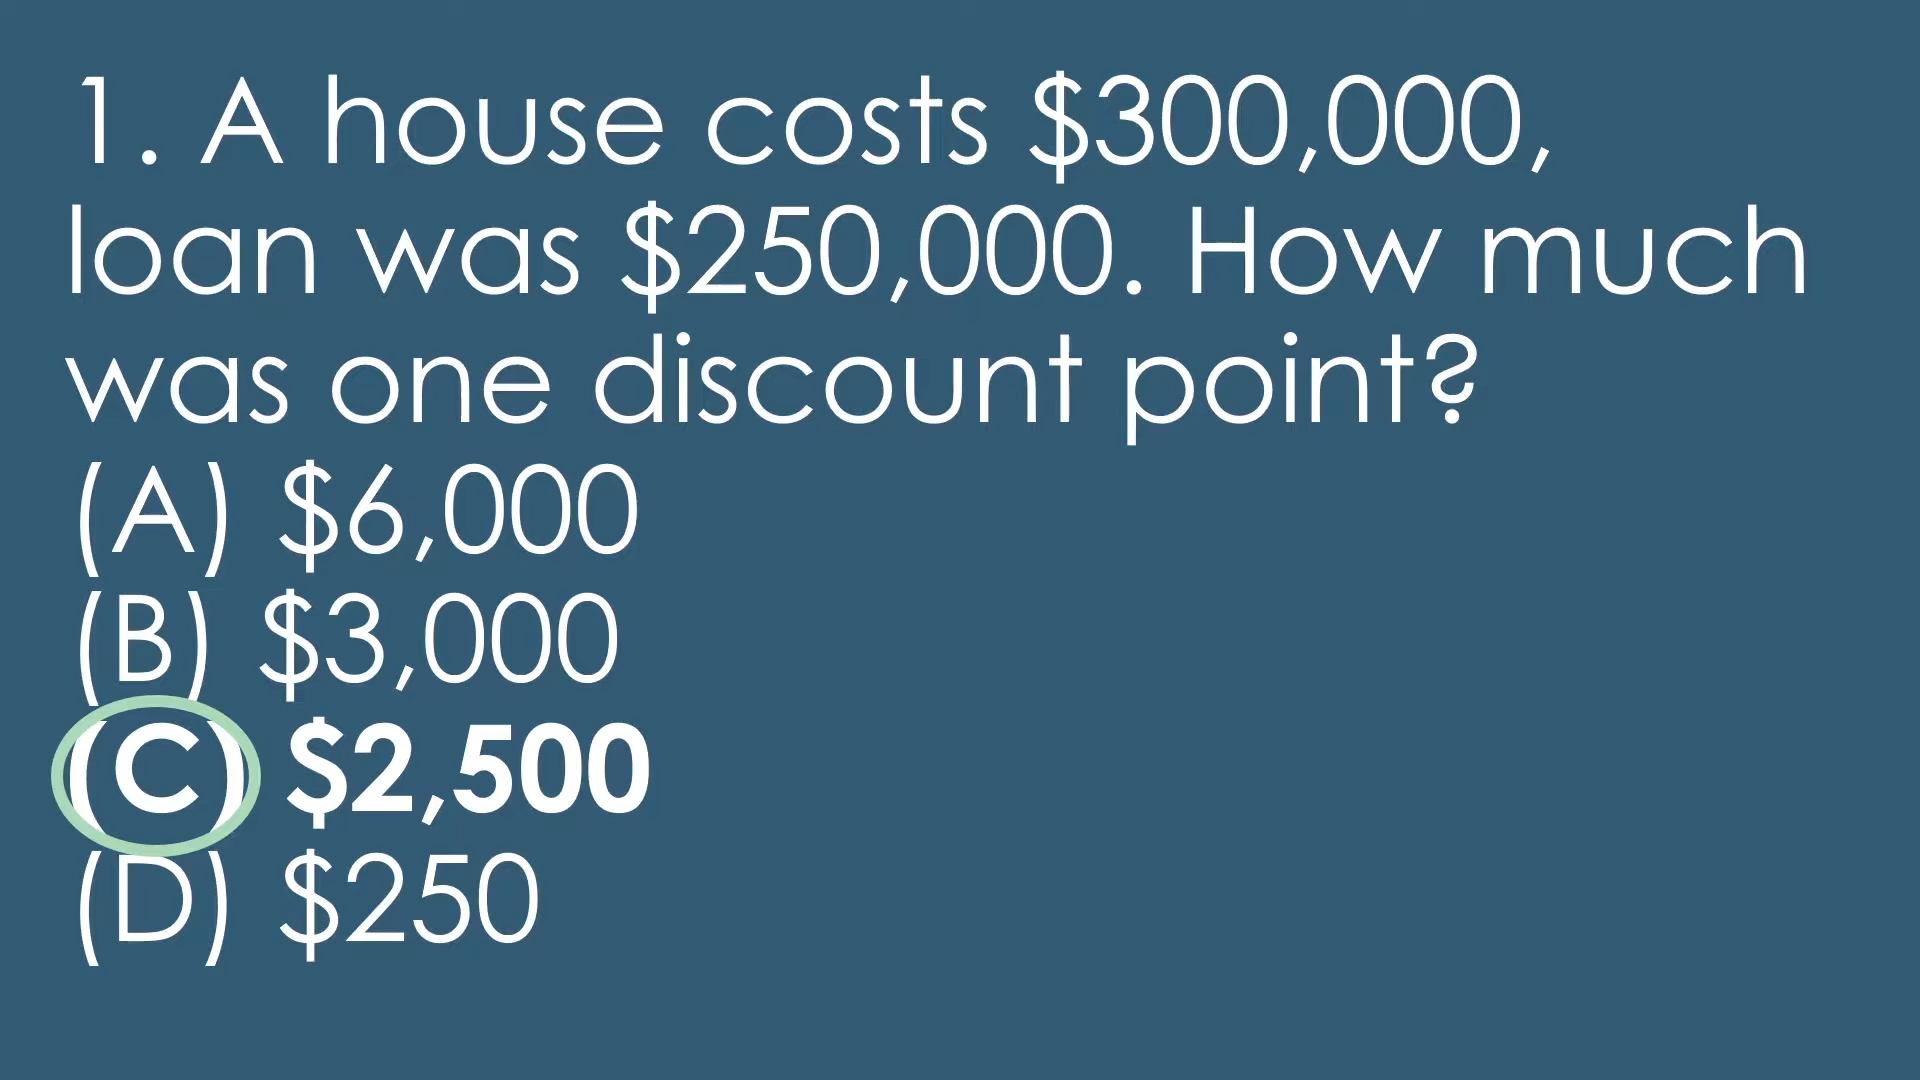 1. A house costs $300,000,
loan was $250,000. How much
was one discount point?
(A) $6,000
(B) $3,000
(C) $2,500
(D) $250